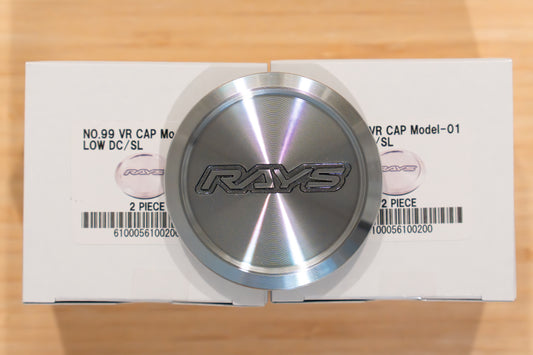 NO.99 VR CAP Mo
LOW DC/SL
2 PIECE
6100056100200
RAYS
VR CAP Model-01
/SL
2 PIECE
100056100200